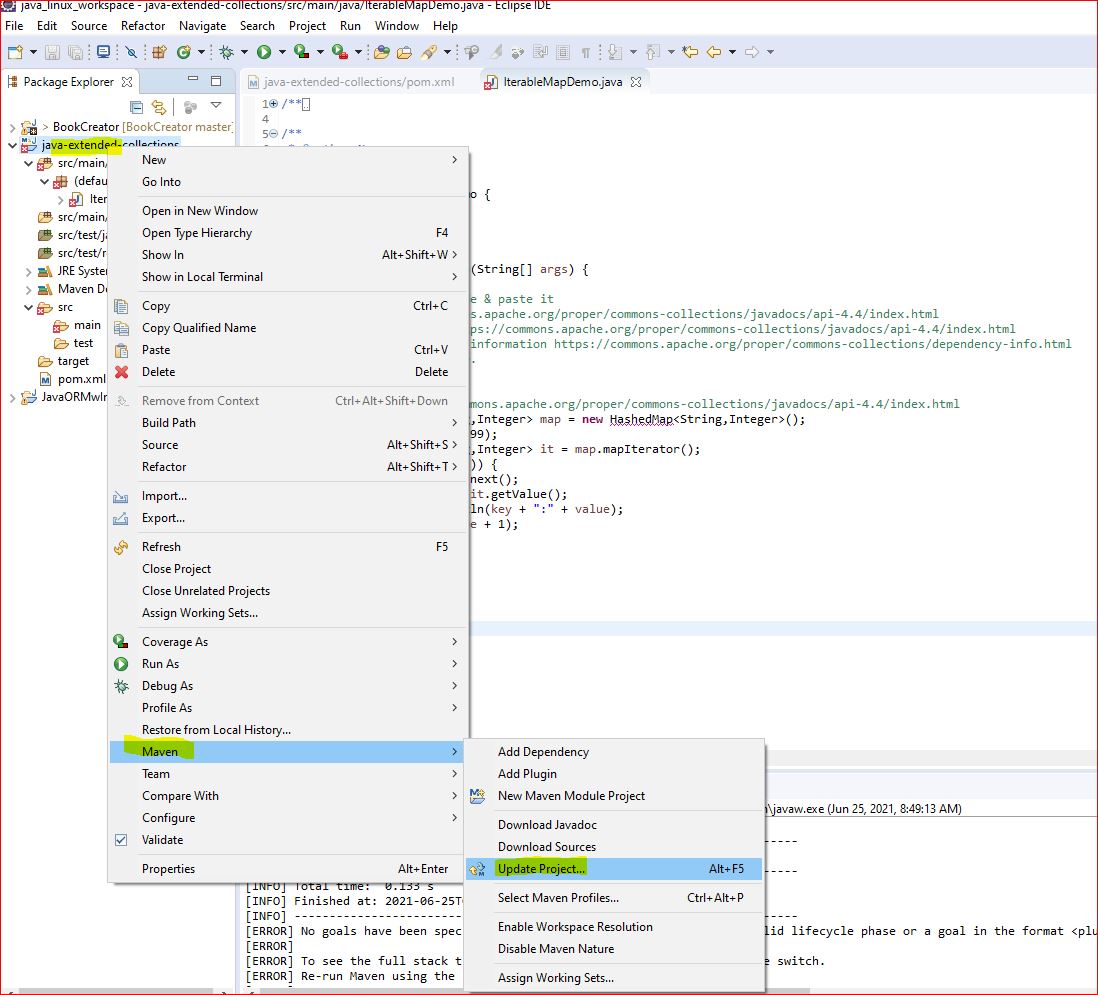 java_linux_workspace - java-extended-collections/src/main/java/IterableMapDemo.java - Eclipse IDE
File Edit Source Refactor Navigate Search Project Run Window Help
Package Explorer
java-extended-collections/pom.xml
IterableMapDemo.java
1 /**
4
5 /**
> BookCreator [BookCreator master]
java-extended-collections
src/main/
(defau
Iter
src/main/
src/test/ja
src/test/r
JRE System
Maven De
src
main
test
target
pom.xml
JavaORMwIn
New
Go Into
Open in New Window
Open Type Hierarchy F4
Show In Alt+Shift+W >
Show in Local Terminal
Copy Ctrl+C
Copy Qualified Name
Paste Ctrl+V
Delete Delete
Remove from Context Ctrl+Alt+Shift+Down
Build Path
Source Alt+Shift+S >
Refactor Alt+Shift+T >
Import...
Export...
Refresh F5
Close Project
Close Unrelated Projects
Assign Working Sets...
Coverage As
Run As
Debug As
Profile As
Restore from Local History...
Maven
Team
Compare With
Configure
Validate
Properties Alt+Enter
o {
(String[] args) {
e & paste it
s.apache.org/proper/commons-collections/javadocs/api-4.4/index.html
ps://commons.apache.org/proper/commons-collections/javadocs/api-4.4/index.html
information https://commons.apache.org/proper/commons-collections/dependency-info.html
.
mons.apache.org/proper/commons-collections/javadocs/api-4.4/index.html
,Integer> map = new HashedMap<String,Integer>();
99);
,Integer> it = map.mapIterator();
)) {
next();
it.getValue();
ln(key + ":" + value);
e + 1);
Add Dependency
Add Plugin
New Maven Module Project
Download Javadoc
Download Sources
Update Project... Alt+F5
Select Maven Profiles... Ctrl+Alt+P
Enable Workspace Resolution
Disable Maven Nature
Assign Working Sets...
\javaw.exe (Jun 25, 2021, 8:49:13 AM)
[INFO] Total time: 0.133 s
[INFO] Finished at: 2021-06-25T
[INFO] ------------------------
[ERROR] No goals have been spec lid lifecycle phase or a goal in the format <plu
[ERROR]
[ERROR] To see the full stack t e switch.
[ERROR] Re-run Maven using the